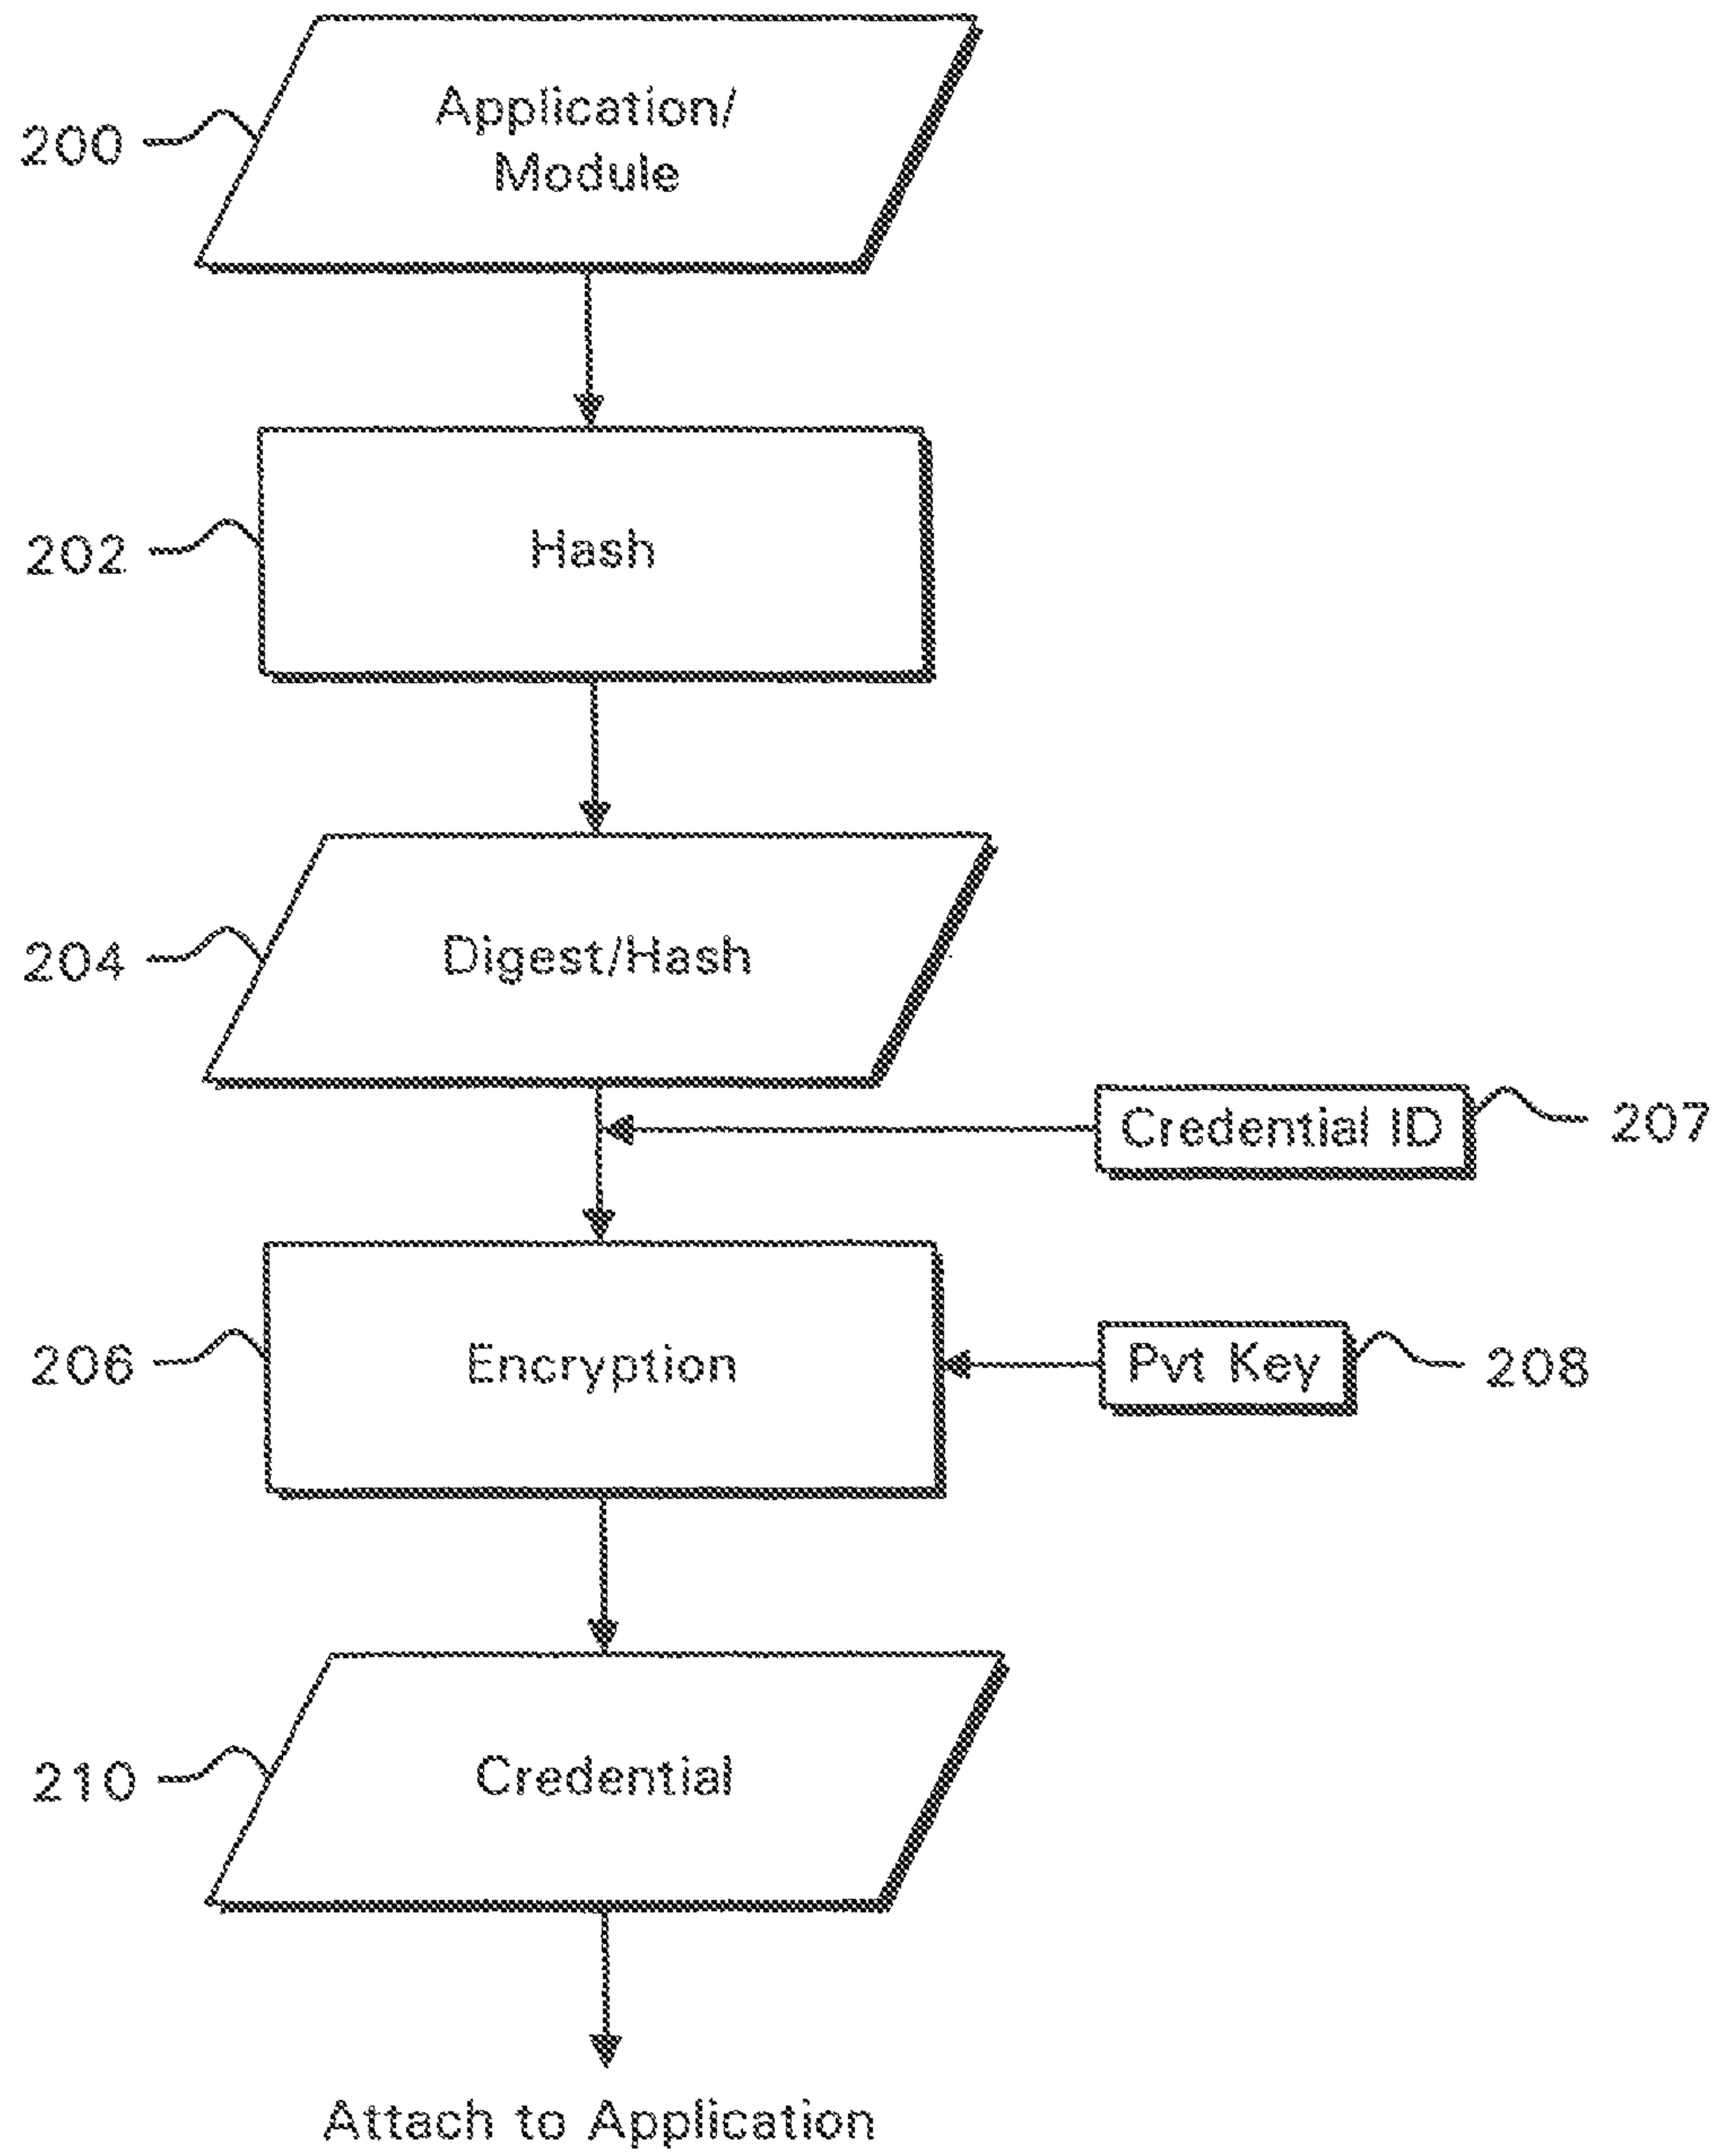 Application/
Module
200
Hash
202
Digest/Hash
204
Credential ID
207
Encryption
206
Pvt Key
208
Credential
210
Attach to Application